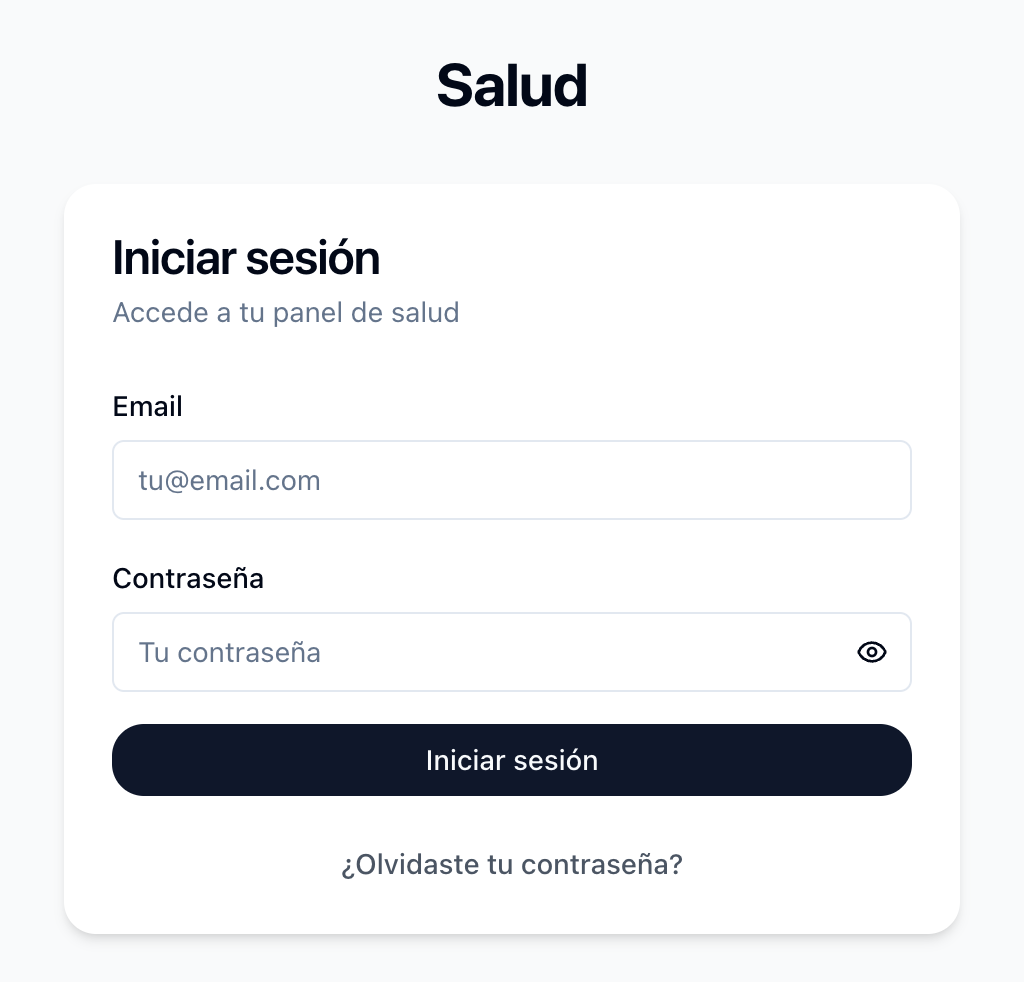 Salud
Iniciar sesión
Accede a tu panel de salud
Email
tu@email.com
Contraseña
Tu contraseña
Iniciar sesión
¿Olvidaste tu contraseña?